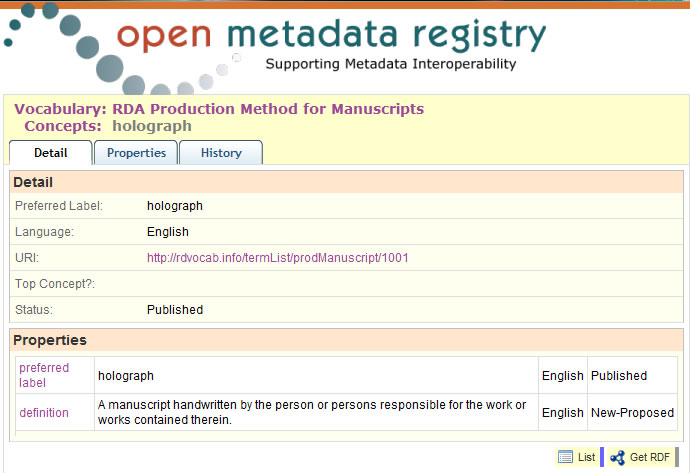 open metadata registry
Supporting Metadata Interoperability
Vocabulary: RDA Production Method for Manuscripts
Concepts: holograph
Detail Properties History
Detail
Preferred Label: holograph
Language: English
URI: http://rdvocab.info/termList/prodManuscript/1001
Top Concept?:
Status: Published
Properties
preferred label holograph English Published
definition A manuscript handwritten by the person or persons responsible for the work or
works contained therein. English New-Proposed
List Get RDF